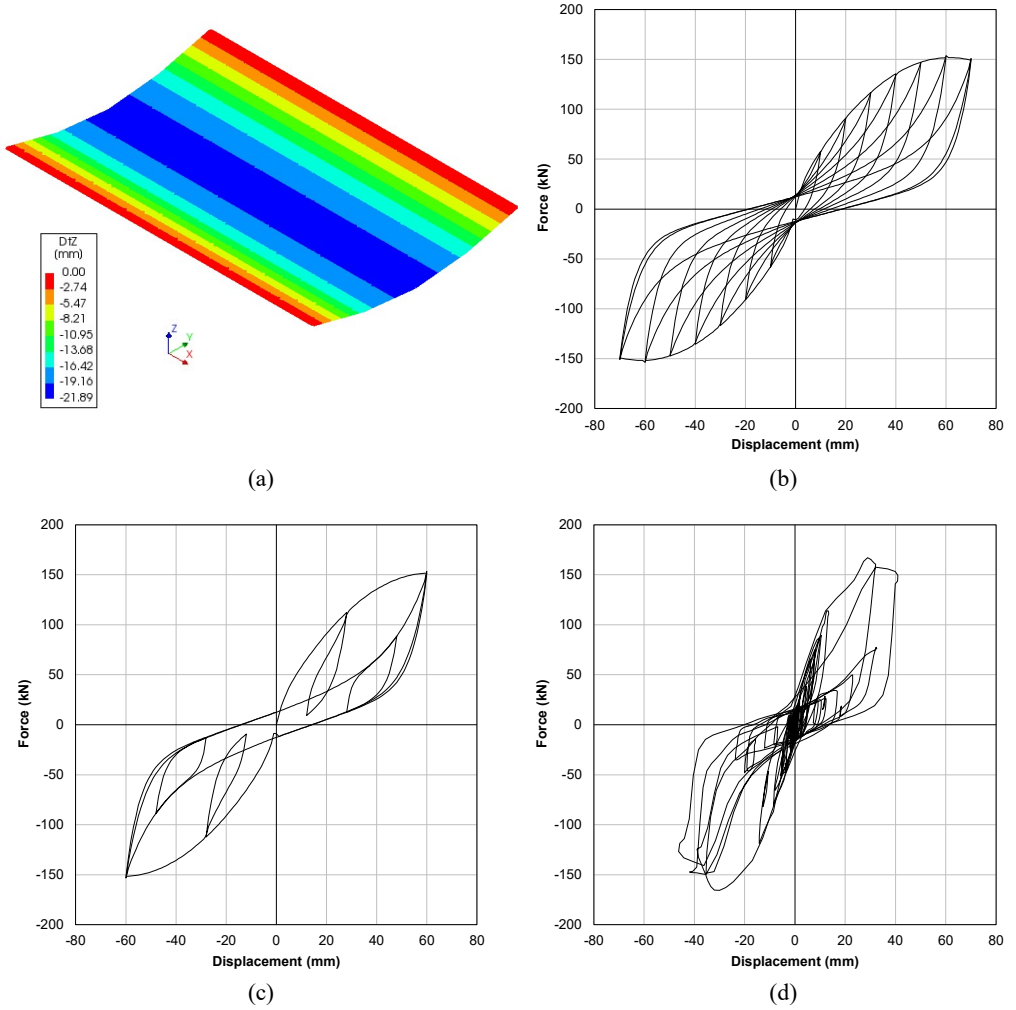 DtZ
(mm)
0.00
-2.74
-5.47
-8.21
-10.95
-13.68
-16.42
-19.16
-21.89
Z
Y
X
(a)
200
150
100
50
0
-50
-100
-150
-200
Force (kN)
-80 -60 -40 -20 0 20 40 60 80
Displacement (mm)
(b)
200
150
100
50
0
-50
-100
-150
-200
Force (kN)
-80 -60 -40 -20 0 20 40 60 80
Displacement (mm)
(c)
200
150
100
50
0
-50
-100
-150
-200
Force (kN)
-80 -60 -40 -20 0 20 40 60 80
Displacement (mm)
(d)